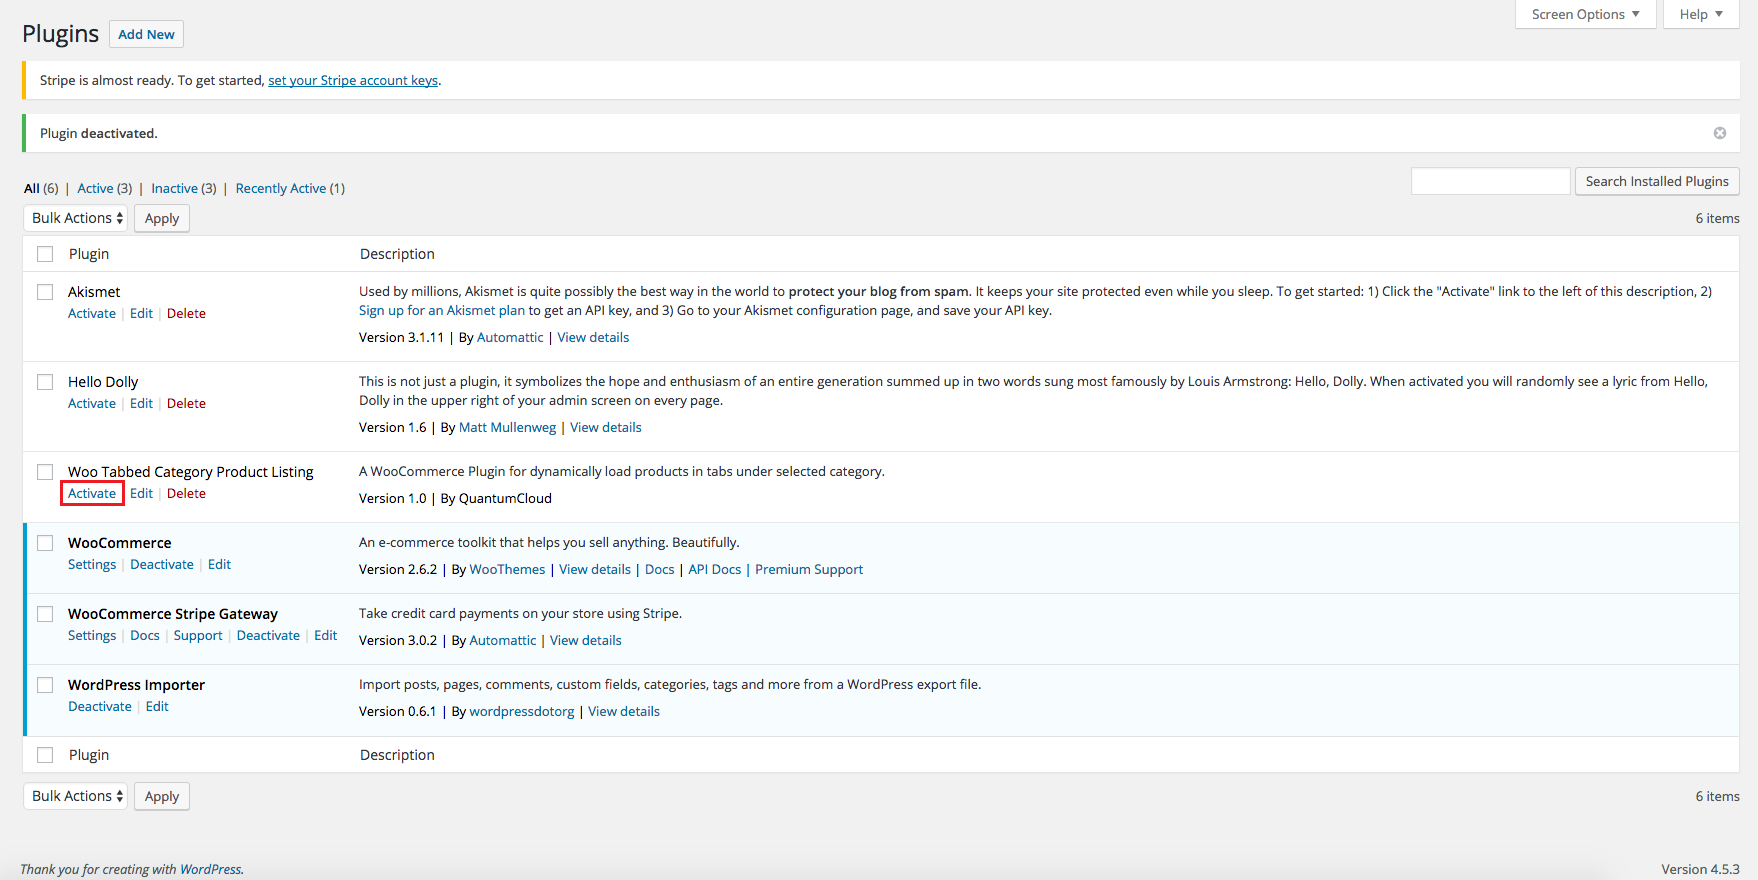 Plugins Add New Screen Options Help
Stripe is almost ready. To get started, set your Stripe account keys.
Plugin deactivated.
All (6) | Active (3) | Inactive (3) | Recently Active (1) Search Installed Plugins
Bulk Actions Apply 6 items
Plugin Description
Akismet Used by millions, Akismet is quite possibly the best way in the world to protect your blog from spam. It keeps your site protected even while you sleep. To get started: 1) Click the "Activate" link to the left of this description, 2)
Activate | Edit | Delete Sign up for an Akismet plan to get an API key, and 3) Go to your Akismet configuration page, and save your API key.
Version 3.1.11 | By Automattic | View details
Hello Dolly This is not just a plugin, it symbolizes the hope and enthusiasm of an entire generation summed up in two words sung most famously by Louis Armstrong: Hello, Dolly. When activated you will randomly see a lyric from Hello,
Activate | Edit | Delete Dolly in the upper right of your admin screen on every page.
Version 1.6 | By Matt Mullenweg | View details
Woo Tabbed Category Product Listing A WooCommerce Plugin for dynamically load products in tabs under selected category.
Activate | Edit | Delete Version 1.0 | By QuantumCloud
WooCommerce An e-commerce toolkit that helps you sell anything. Beautifully.
Settings | Deactivate | Edit Version 2.6.2 | By WooThemes | View details | Docs | API Docs | Premium Support
WooCommerce Stripe Gateway Take credit card payments on your store using Stripe.
Settings | Docs | Support | Deactivate | Edit Version 3.0.2 | By Automattic | View details
WordPress Importer Import posts, pages, comments, custom fields, categories, tags and more from a WordPress export file.
Deactivate | Edit Version 0.6.1 | By wordpressdotorg | View details
Plugin Description
Bulk Actions Apply 6 items
Thank you for creating with WordPress. Version 4.5.3